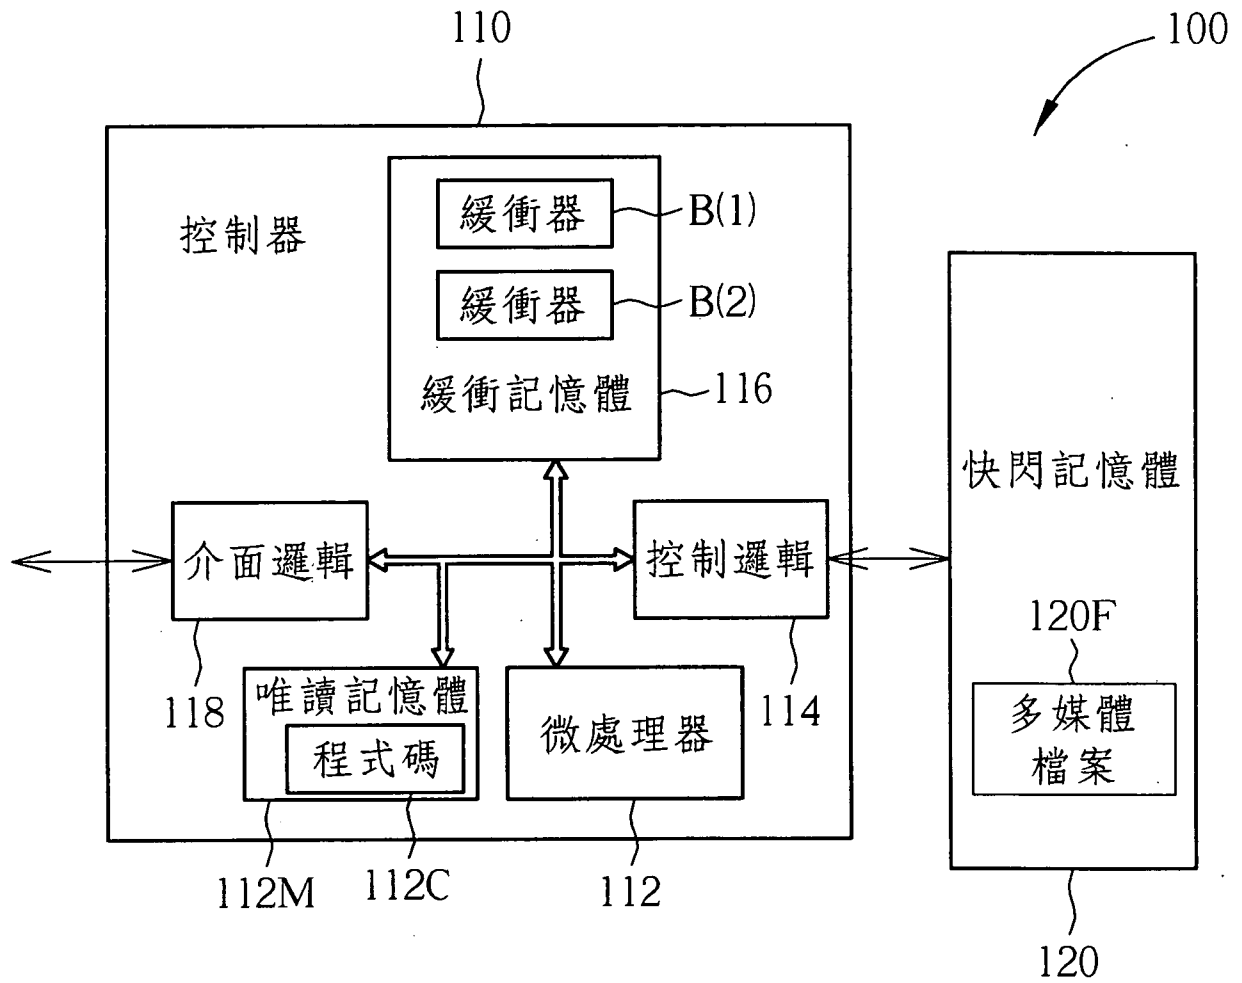 110
100
緩衝器
B(1)
控制器
緩衝器
B(2)
緩衝記憶體
116
快閃記憶體
介面邏輯
控制邏輯
120F
118
唯讀記憶體
114
多媒體
檔案
程式碼
微處理器
112M
112C
112
120